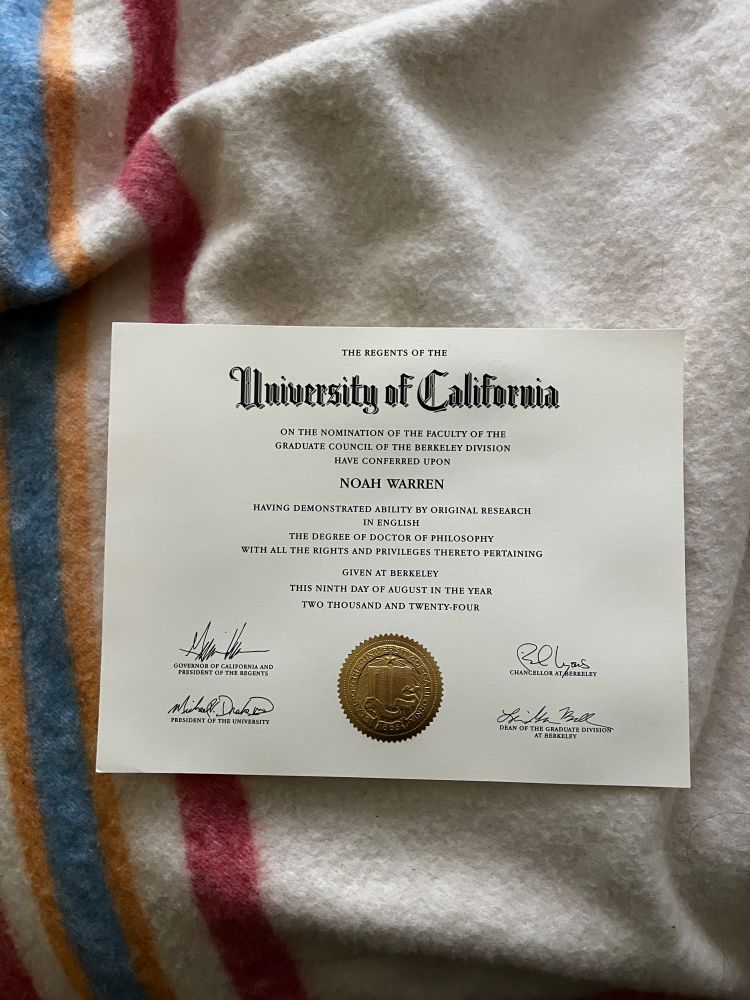 THE REGENTS OF THE
University of California
ON THE NOMINATION OF THE FACULTY OF THE
GRADUATE COUNCIL OF THE BERKELEY DIVISION
HAVE CONFERRED UPON
NOAH WARREN
HAVING DEMONSTRATED ABILITY BY ORIGINAL RESEARCH
IN ENGLISH
THE DEGREE OF DOCTOR OF PHILOSOPHY
WITH ALL THE RIGHTS AND PRIVILEGES THERETO PERTAINING
GIVEN AT BERKELEY
THIS NINTH DAY OF AUGUST IN THE YEAR
TWO THOUSAND AND TWENTY-FOUR
GOVERNOR OF CALIFORNIA AND
PRESIDENT OF THE REGENTS
CHANCELLOR AT BERKELEY
PRESIDENT OF THE UNIVERSITY
DEAN OF THE GRADUATE DIVISION
AT BERKELEY